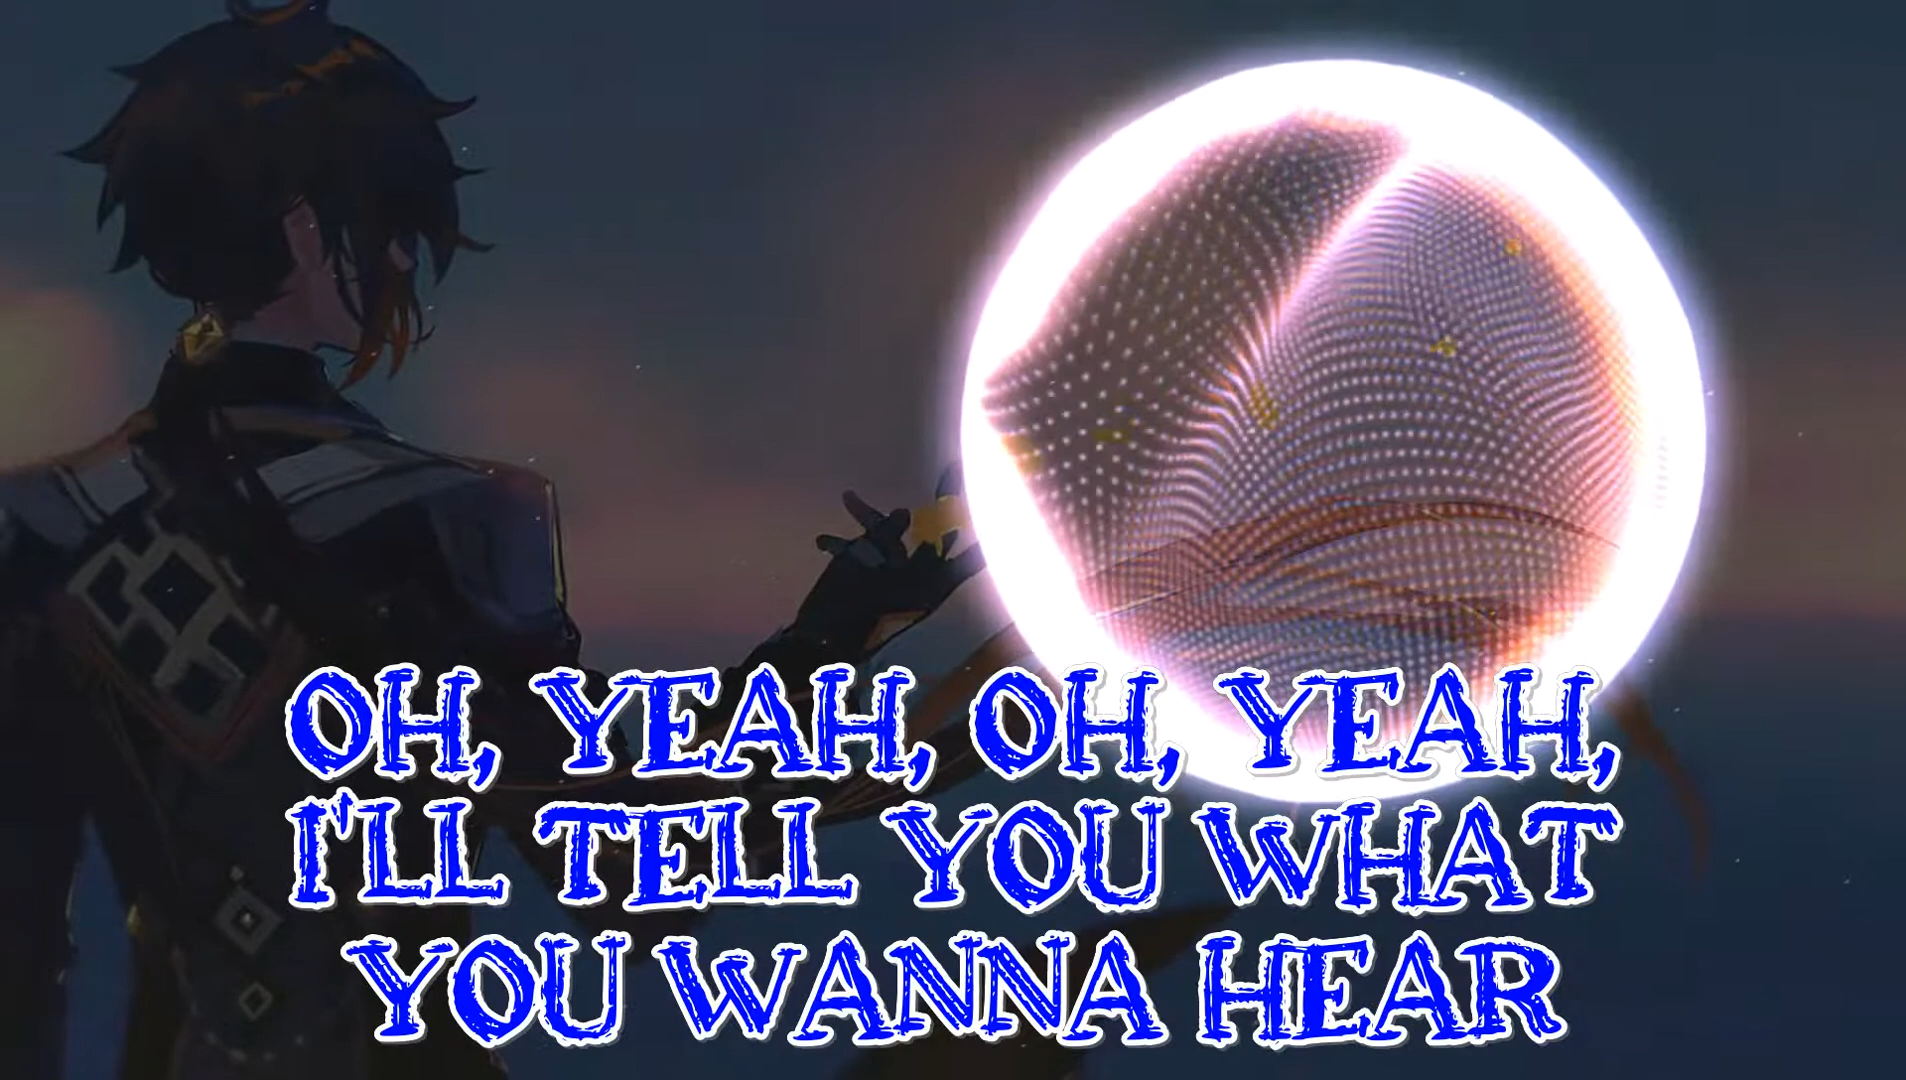 OH, YEAH, OH, YEAH,
I'LL TELL YOU WHAT
YOU WANNA HEAR